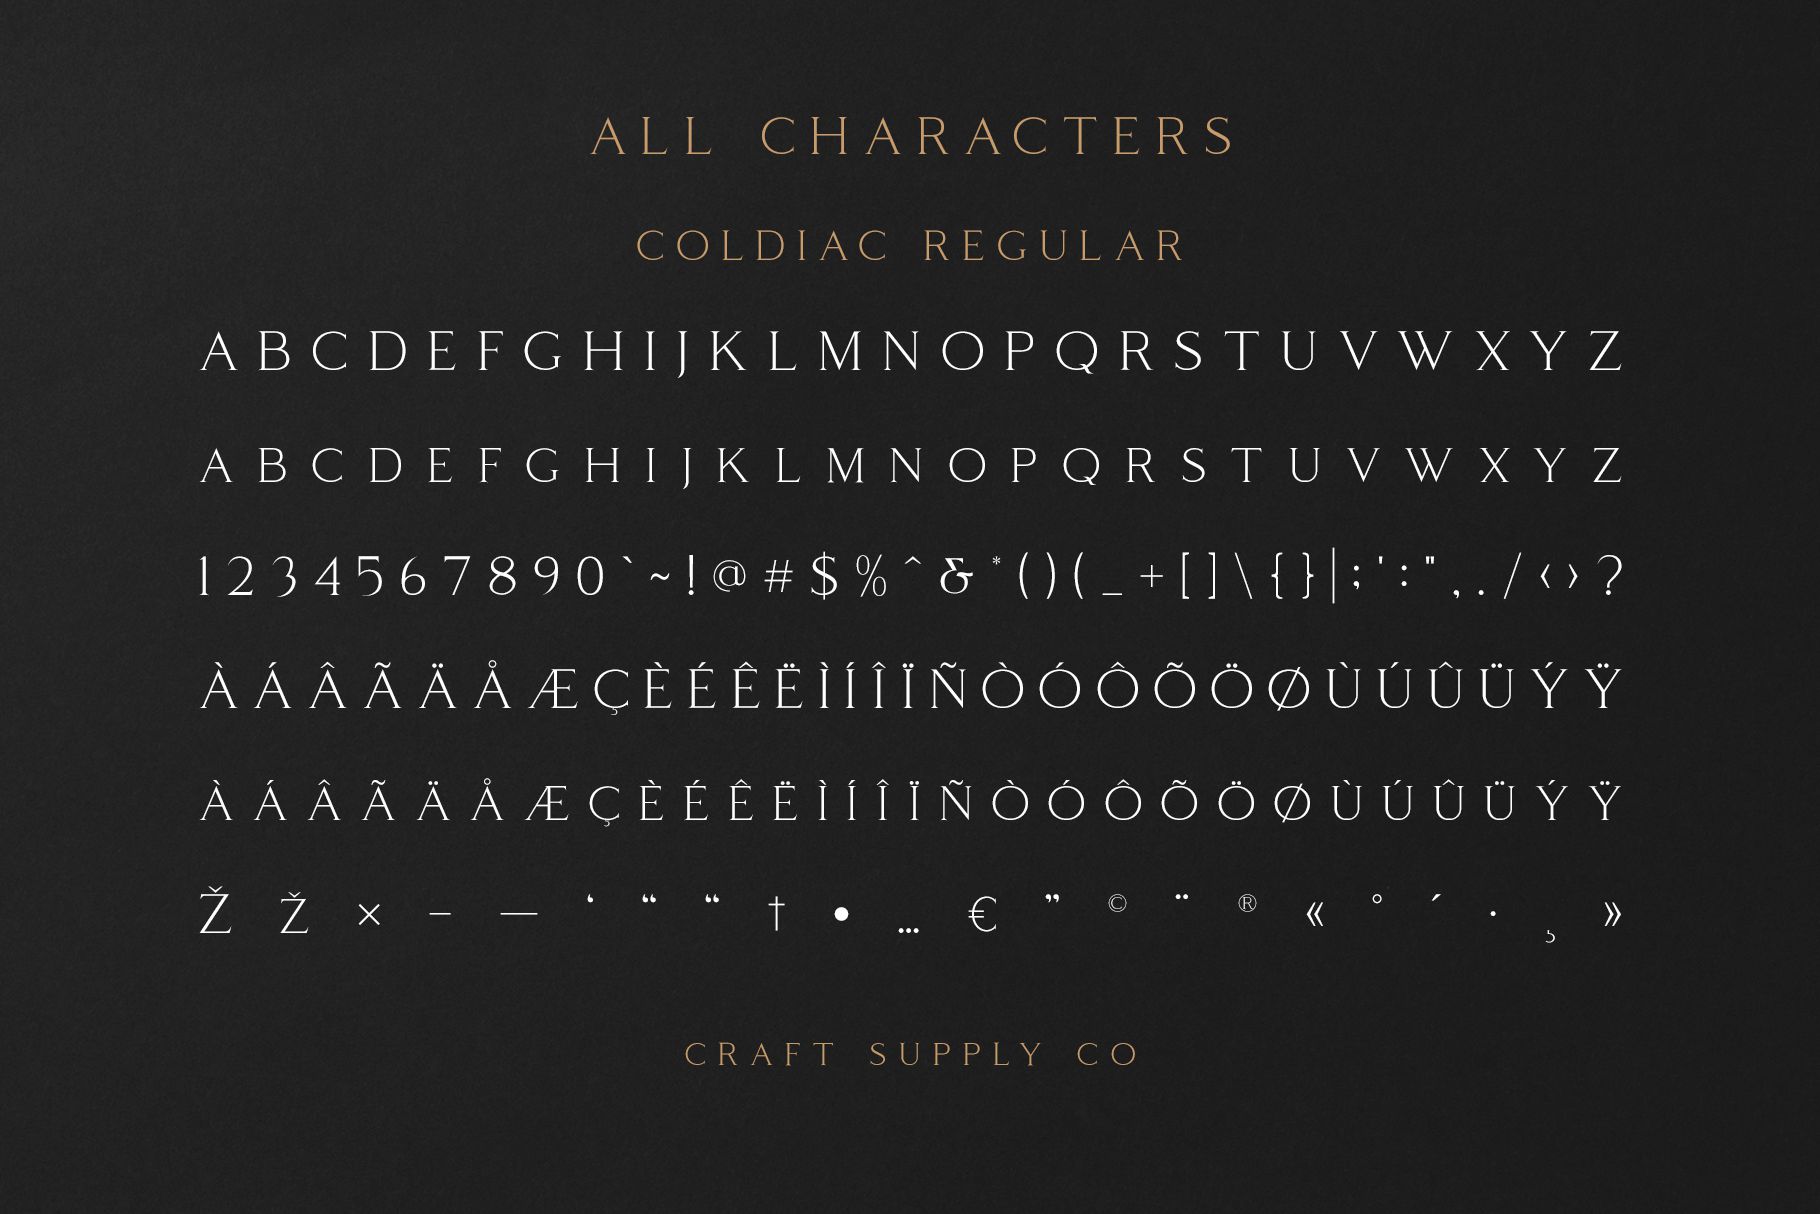 ALL CHARACTERS
COLDIAC REGULAR
A B C D E F G H I J K L M N O P Q R S T U V W X Y Z
A B C D E F G H I J K L M N O P Q R S T U V W X Y Z
1 2 3 4 5 6 7 8 9 0 ` ~ ! @ # $ % ^ & * ( ) ( _ + [ ] \ { } | ; ' : " , . / ‹ › ?
À Á Â Ã Ä Å Æ Ç È É Ê Ë Ì Í Î Ï Ñ Ò Ó Ô Õ Ö Ø Ù Ú Û Ü Ý Ÿ
À Á Â Ã Ä Å Æ Ç È É Ê Ë Ì Í Î Ï Ñ Ò Ó Ô Õ Ö Ø Ù Ú Û Ü Ý Ÿ
Ž Ž × – — ‘ “ “ † • … € ” © ¨ ® « ° ´ · ¸ »
CRAFT SUPPLY CO